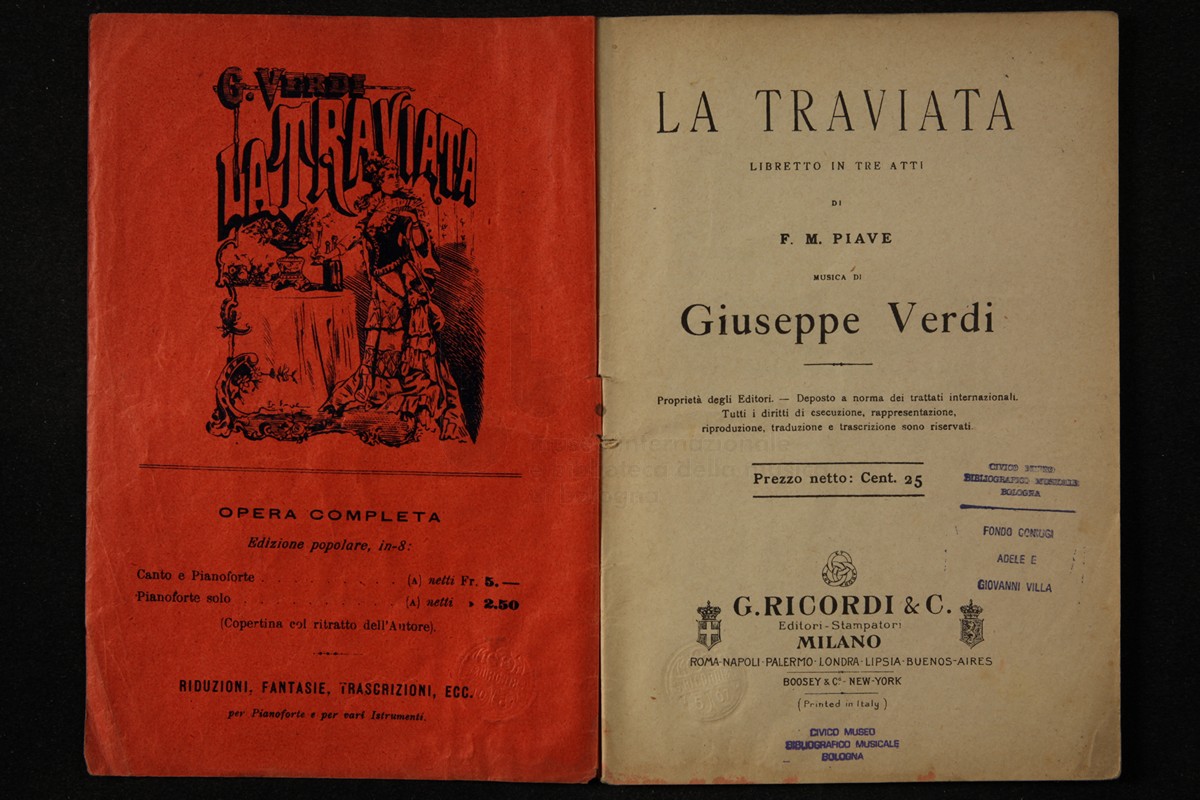 G. VERDI
LA TRAVIATA
OPERA COMPLETA
Edizione popolare, in-8:
Canto e Pianoforte . . . . . . . . . (A) netti Fr. 5. —
Pianoforte solo . . . . . . . . . . . (A) netti » 2.50
(Copertina col ritratto dell'Autore).
RIDUZIONI, FANTASIE, TRASCRIZIONI, ECC.
per Pianoforte e per vari Istrumenti.
LA TRAVIATA
LIBRETTO IN TRE ATTI
DI
F. M. PIAVE
MUSICA DI
Giuseppe Verdi
Proprietà degli Editori. — Deposto a norma dei trattati internazionali.
Tutti i diritti di esecuzione, rappresentazione,
riproduzione, traduzione e trascrizione sono riservati.
Prezzo netto: Cent. 25
CIVICO MUSEO
BIBLIOGRAFICO MUSICALE
BOLOGNA
FONDO CONIUGI
ADELE E
GIOVANNI VILLA
G. RICORDI & C.
Editori-Stampatori
MILANO
ROMA-NAPOLI-PALERMO-LONDRA-LIPSIA-BUENOS-AIRES
BOOSEY & Cº - NEW-YORK
(Printed in Italy)
CIVICO MUSEO
BIBLIOGRAFICO MUSICALE
BOLOGNA